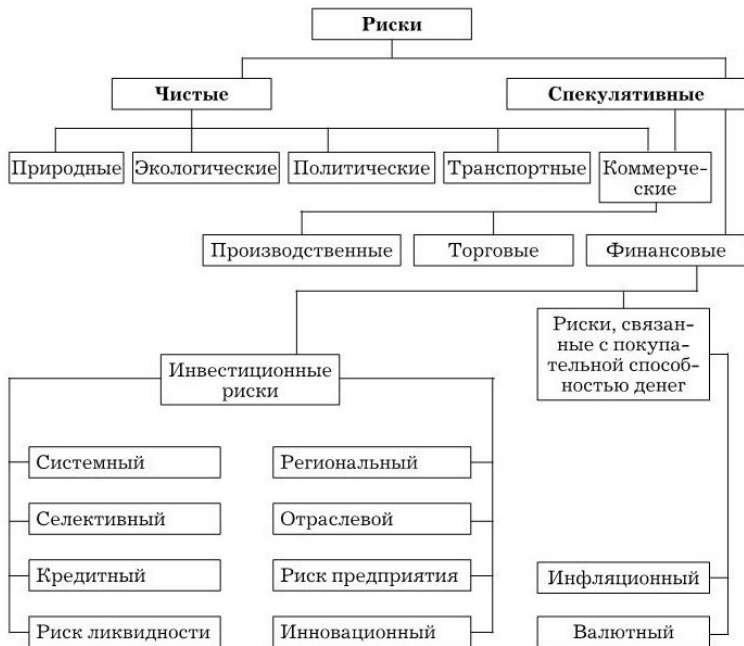 Риски
Чистые
Спекулятивные
Природные
Экологические
Политические
Транспортные
Коммерче-
ские
Производственные
Торговые
Финансовые
Инвестиционные
риски
Риски, связан-
ные с покупа-
тельной способ-
ностью денег
Системный
Региональный
Селективный
Отраслевой
Кредитный
Риск предприятия
Инфляционный
Риск ликвидности
Инновационный
Валютный